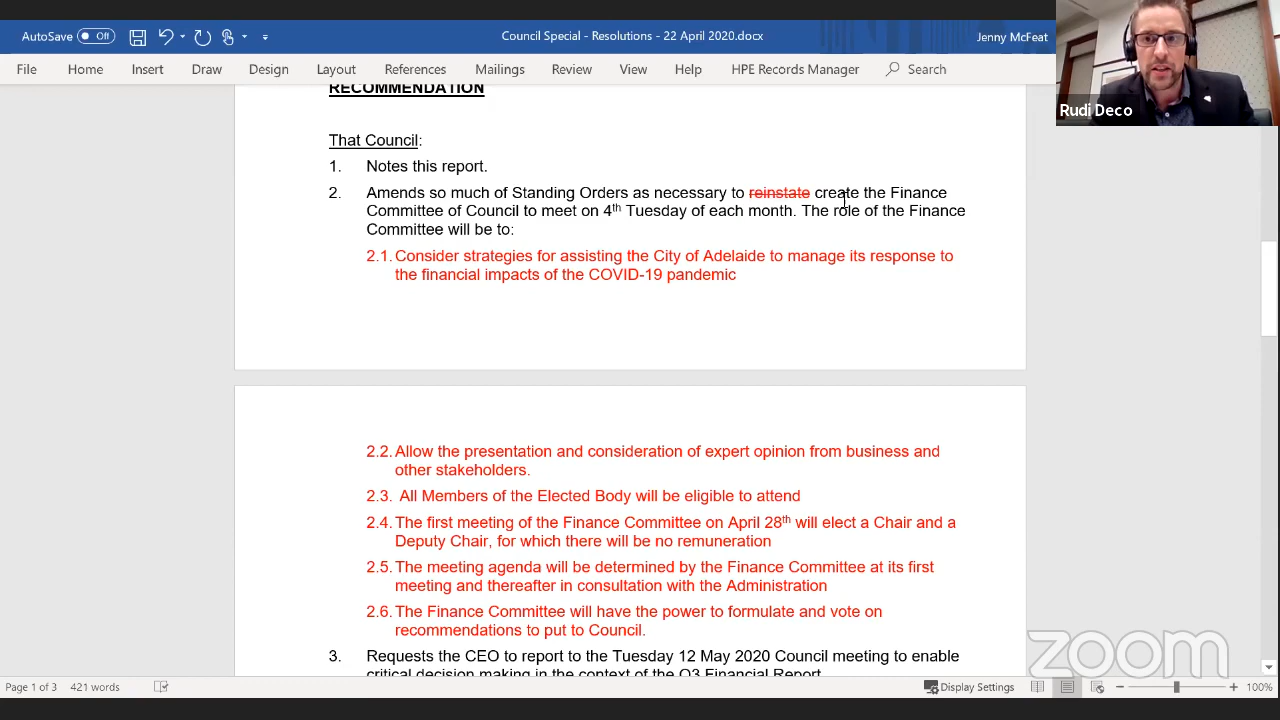 AutoSave Off
Council Special - Resolutions - 22 April 2020.docx
Jenny McFeat
File Home Insert Draw Design Layout References Mailings Review View Help HPE Records Manager Search
Rudi Deco
RECOMMENDATION
That Council:
1. Notes this report.
2. Amends so much of Standing Orders as necessary to reinstate create the Finance
Committee of Council to meet on 4th Tuesday of each month. The role of the Finance
Committee will be to:
2.1. Consider strategies for assisting the City of Adelaide to manage its response to
the financial impacts of the COVID-19 pandemic
2.2. Allow the presentation and consideration of expert opinion from business and
other stakeholders.
2.3. All Members of the Elected Body will be eligible to attend
2.4. The first meeting of the Finance Committee on April 28th will elect a Chair and a
Deputy Chair, for which there will be no remuneration
2.5. The meeting agenda will be determined by the Finance Committee at its first
meeting and thereafter in consultation with the Administration
2.6. The Finance Committee will have the power to formulate and vote on
recommendations to put to Council.
3. Requests the CEO to report to the Tuesday 12 May 2020 Council meeting to enable
critical decision making in the context of the Q3 Financial Report
zoom
Page 1 of 3 421 words
Display Settings
100%